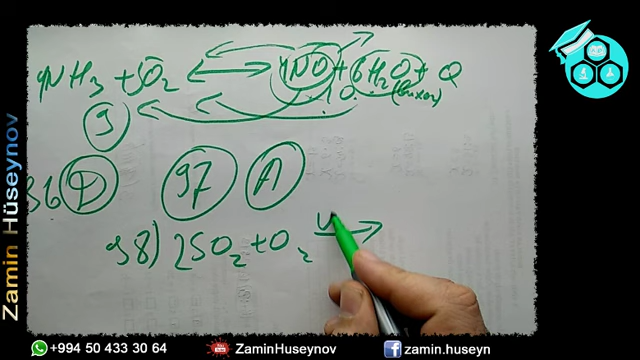 4NH3 + 5O2 ⇄ 4NO + 6H2O + Q
(buxar)
9
96 D 97 A
98) 2SO2 + O2 → 
Zamin Hüseynov
+994 50 433 30 64 ZaminHuseynov /zamin.huseyn